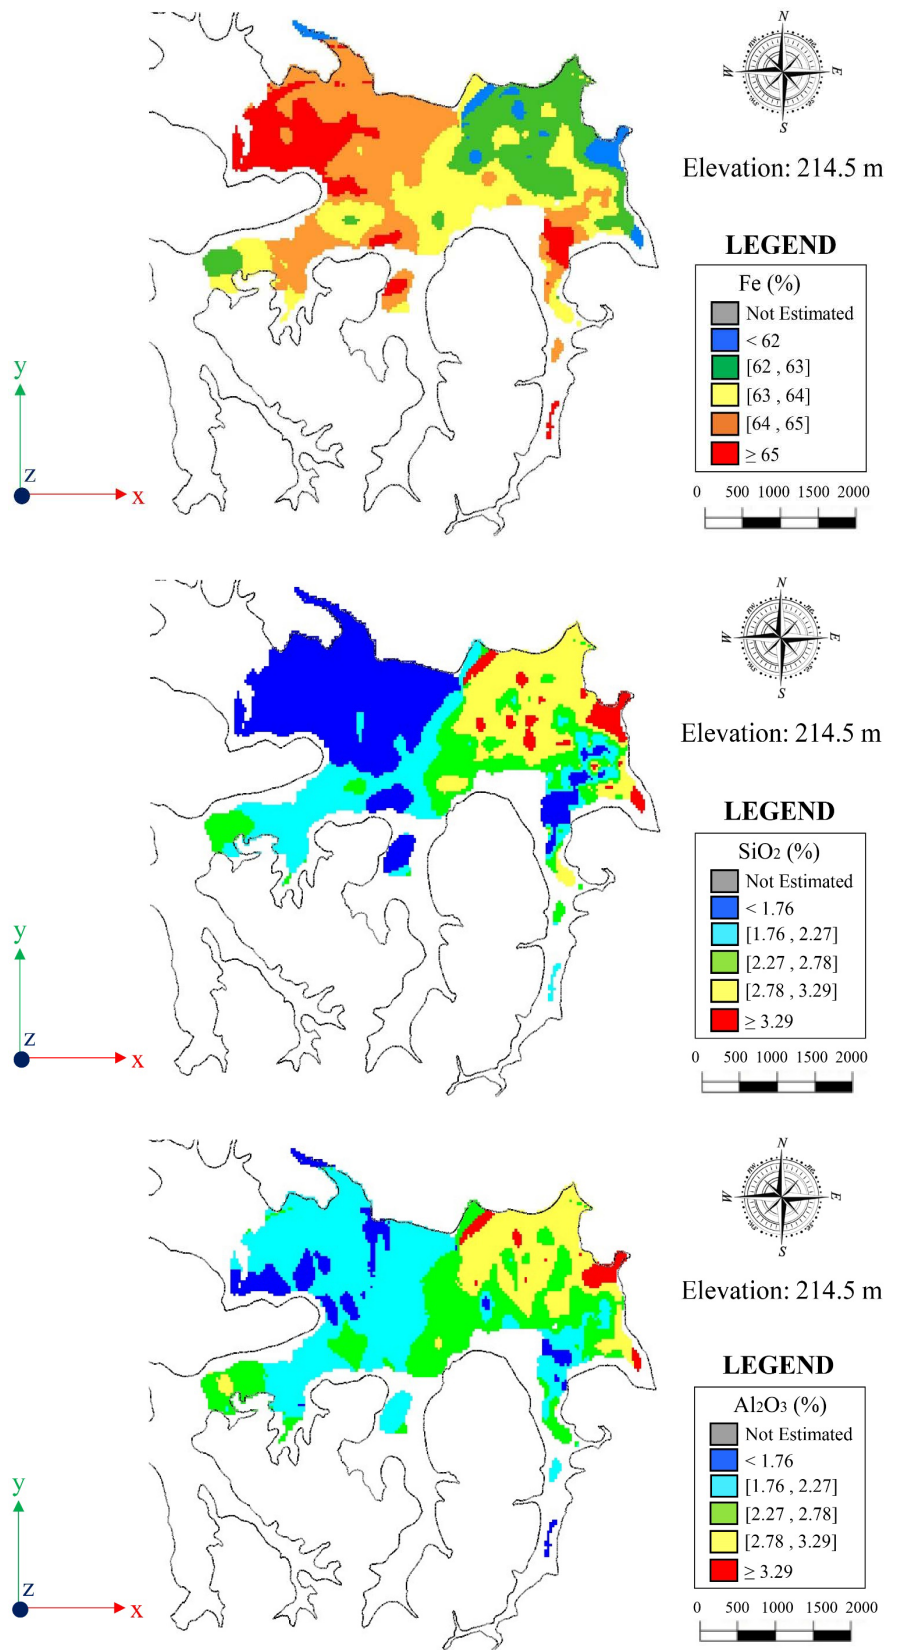 N
W
E
S
Elevation: 214.5 m
LEGEND
Fe (%)
Not Estimated
< 62
[62 , 63]
[63 , 64]
[64 , 65]
≥ 65
y
z
x
0 500 1000 1500 2000
N
W
E
S
Elevation: 214.5 m
LEGEND
SiO₂ (%)
Not Estimated
< 1.76
[1.76 , 2.27]
[2.27 , 2.78]
[2.78 , 3.29]
≥ 3.29
y
z
x
0 500 1000 1500 2000
N
W
E
S
Elevation: 214.5 m
LEGEND
Al₂O₃ (%)
Not Estimated
< 1.76
[1.76 , 2.27]
[2.27 , 2.78]
[2.78 , 3.29]
≥ 3.29
y
z
x
0 500 1000 1500 2000